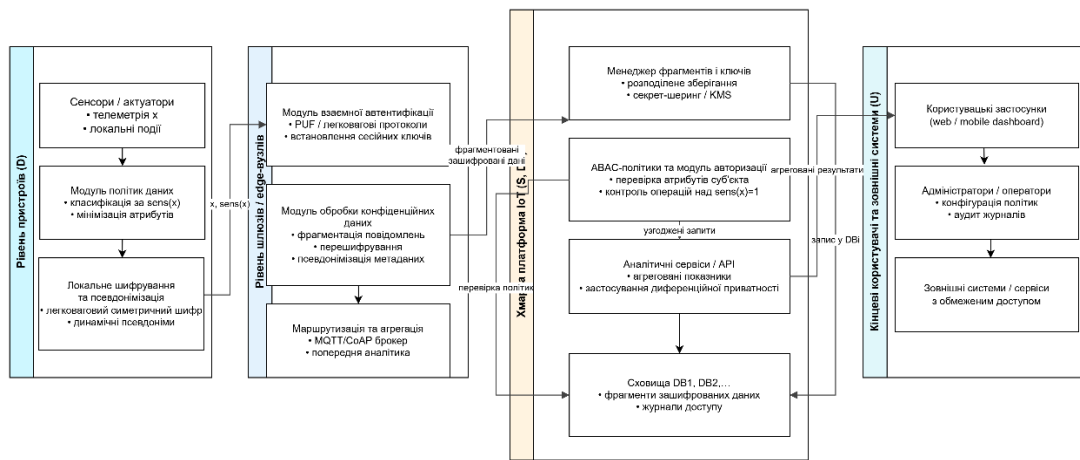 Рівень пристроїв (D)
Сенсори / актуатори
• телеметрія x
• локальні події
Модуль політик даних
• класифікація за sens(x)
• мінімізація атрибутів
Локальне шифрування
та псевдонімізація
• легковаговий симетричний шифр
• динамічні псевдоніми
x, sens(x)
Рівень шлюзів / edge-вузлів
Модуль взаємної автентифікації
• PUF / легковагові протоколи
• встановлення сесійних ключів
Модуль обробки конфіденційних
даних
• фрагментація повідомлень
• перешифрування
• псевдонімізація метаданих
Маршрутизація та агрегація
• MQTT/CoAP брокер
• попередня аналітика
фрагментовані
зашифровані дані
перевірка політик
платформа IoT (S,
Менеджер фрагментів і ключів
• розподілене зберігання
• секрет-шеринг / KMS
ABAC-політики та модуль авторизації
• перевірка атрибутів суб'єкта
• контроль операцій над sens(x)=1
узгоджені запити
Аналітичні сервіси / API
• агреговані показники
• застосування диференційної приватності
Сховища DB1, DB2,...
• фрагменти зашифрованих даних
• журнали доступу
агреговані результати
запис у DBi
Кінцеві користувачі та зовнішні системи (U)
Користувацькі застосунки
(web / mobile dashboard)
Адміністратори / оператори
• конфігурація політик
• аудит журналів
Зовнішні системи / сервіси
з обмеженим доступом